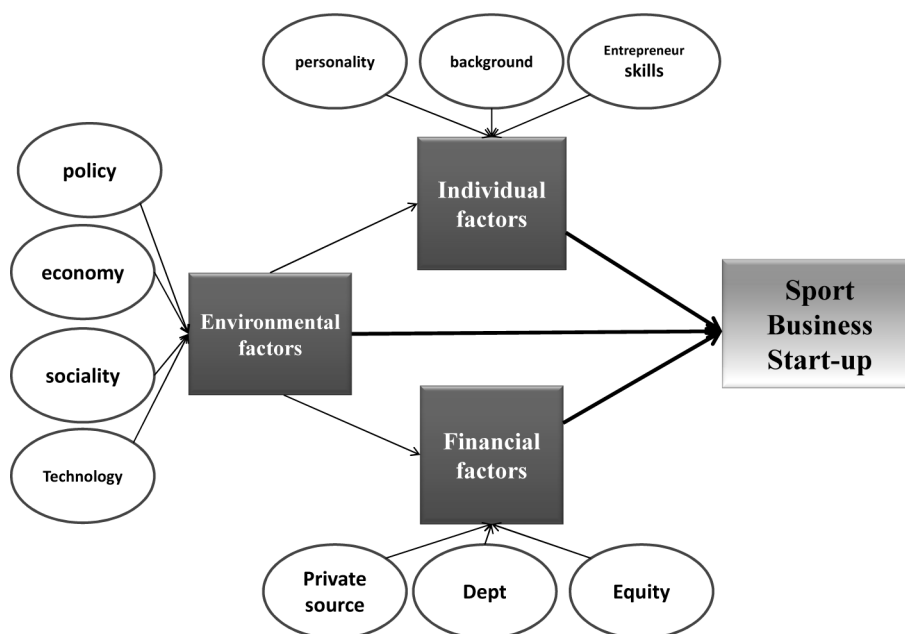 personality
background
Entrepreneur
skills
policy
Individual
factors
economy
Environmental
factors
Sport
Business
Start-up
sociality
Technology
Financial
factors
Private
source
Dept
Equity